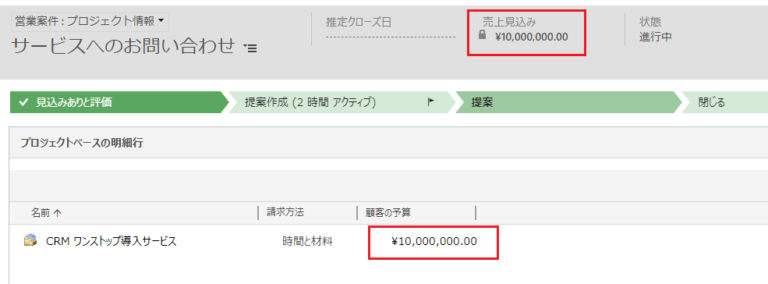 営業案件 : プロジェクト情報
推定クローズ日
売上見込み
状態
サービスへのお問い合わせ
¥10,000,000.00
進行中
見込みありと評価
提案作成 (2 時間 アクティブ)
提案
閉じる
プロジェクトベースの明細行
名前
請求方法
顧客の予算
CRM ワンストップ導入サービス
時間と材料
¥10,000,000.00